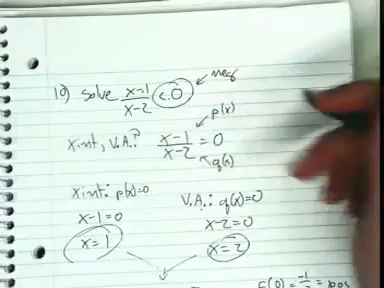 10) solve x-1/x-2 < 0 neg
x int, V.A.? x-1/x-2 = 0 p(x) q(x)
x int: p(x)=0
x-1=0
x=1
V.A.: q(x)=0
x-2=0
x=2
f(0)= -1/ = pos